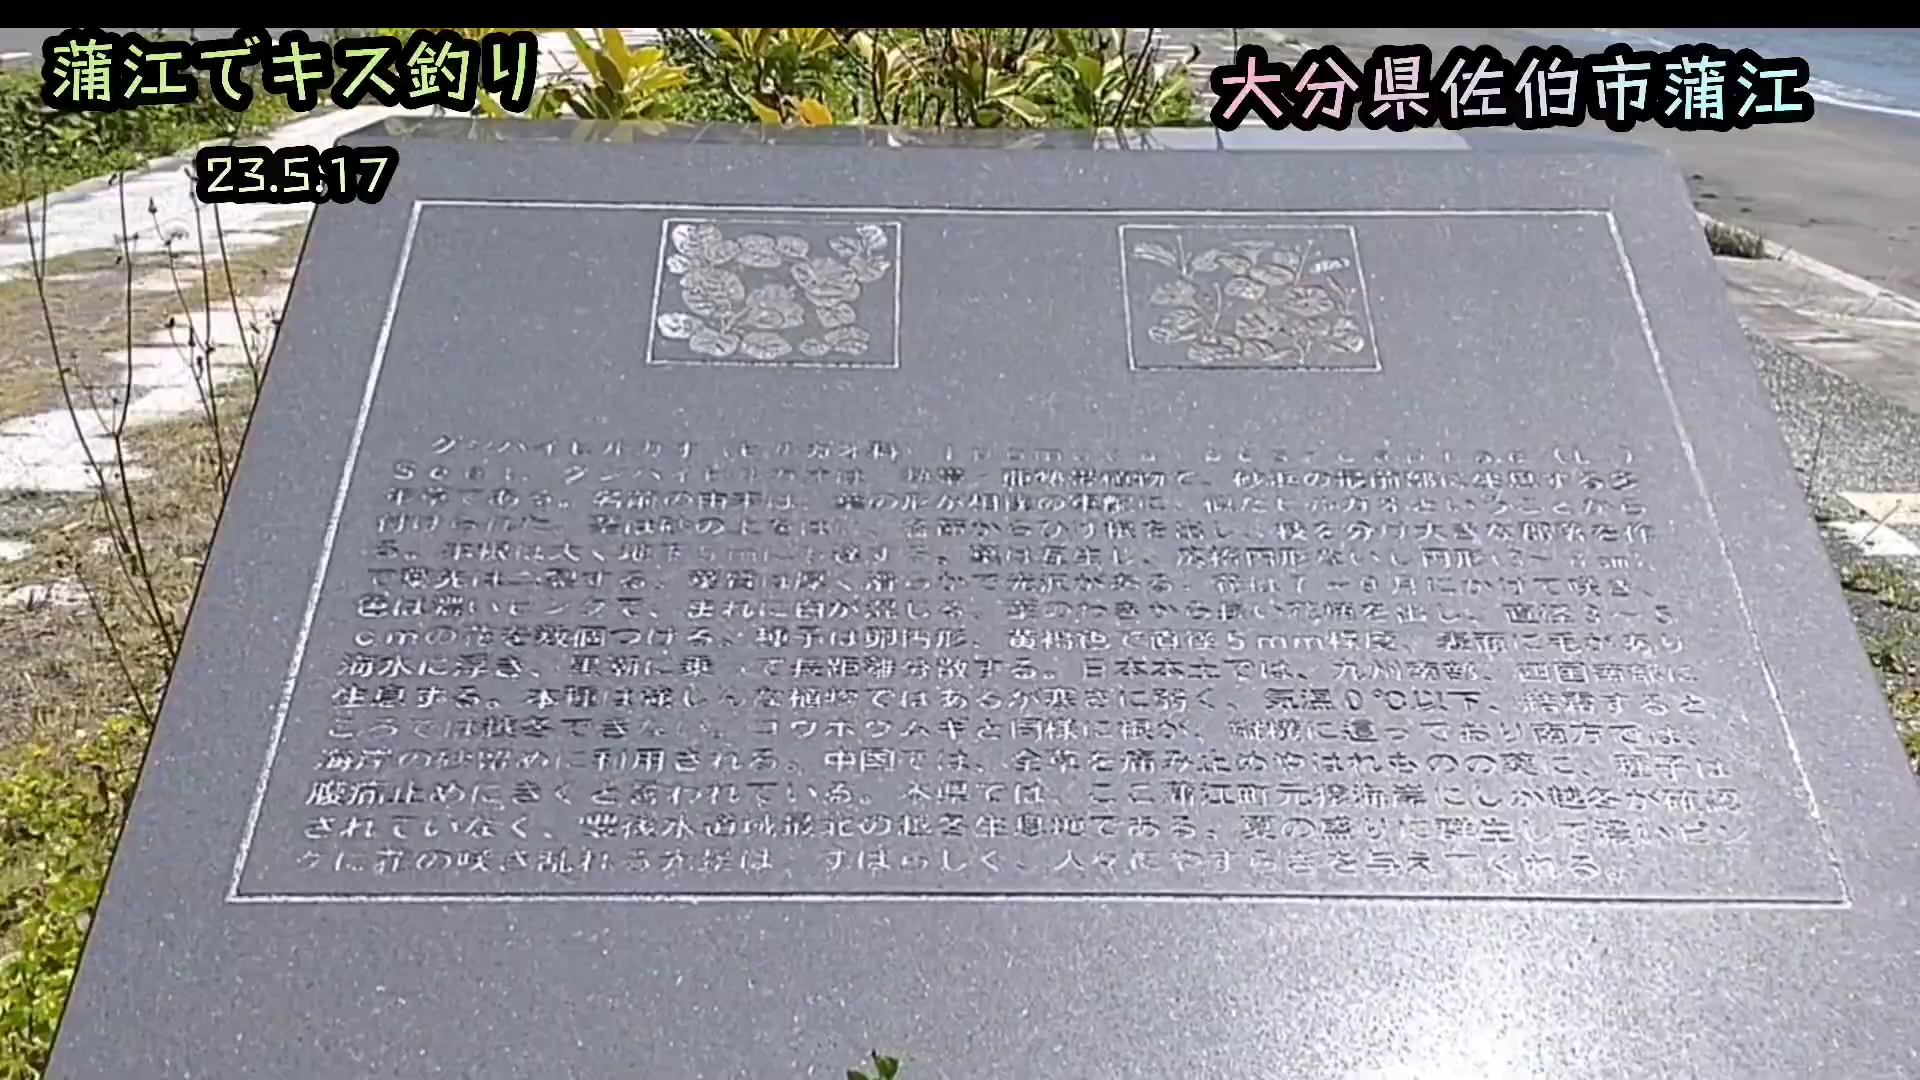 蒲江でキス釣り
大分県佐伯市蒲江
23.5.17
グンバイヒルガオ(ヒルガオ科)
グンバイヒルガオは 熱帯、亜熱帯植物で、砂浜の最前部に生息する多
年草である。名前の由来は、葉の形が相撲の軍配に、似たヒルガオということから
付けられた。茎は砂の上をはい、各節からひげ根を出し、根を分け大きな群落を作
る。主根は太く地下 葉は互生し、広楕円形ないし円形
で葉先は二裂する。葉質は厚く滑らかで光沢がある。花は7~8月にかけて咲き、
色は濃いピンクで、まれに白が混じる。葉のわきから長い花柄を出し、直径3~5
cmの花を数個つける。種子は卵円形、黄褐色で直径5mm程度、表面に毛があり
海水に浮き、黒潮に乗って長距離分散する。日本本土では、九州南部、四国南部に
生息する。本種は 植物ではあるが寒さに弱く、気温0℃以下、結霜すると
ころでは越冬できない。コウボウムギと同様に根が、縦横に這っており南方では、
海岸の砂留めに利用される。中国では、全草を痛み止めやはれものの薬に、種子は
腹痛止めにきくと言われている。本県では、ここ蒲江町元猿海岸にしか越冬が確認
されていなく、豊後水道域最北の越冬生息地である。夏の盛りに群生して濃いピン
クに花の咲き乱れる光景は すばらしく、人々にやすらぎを与えてくれる。